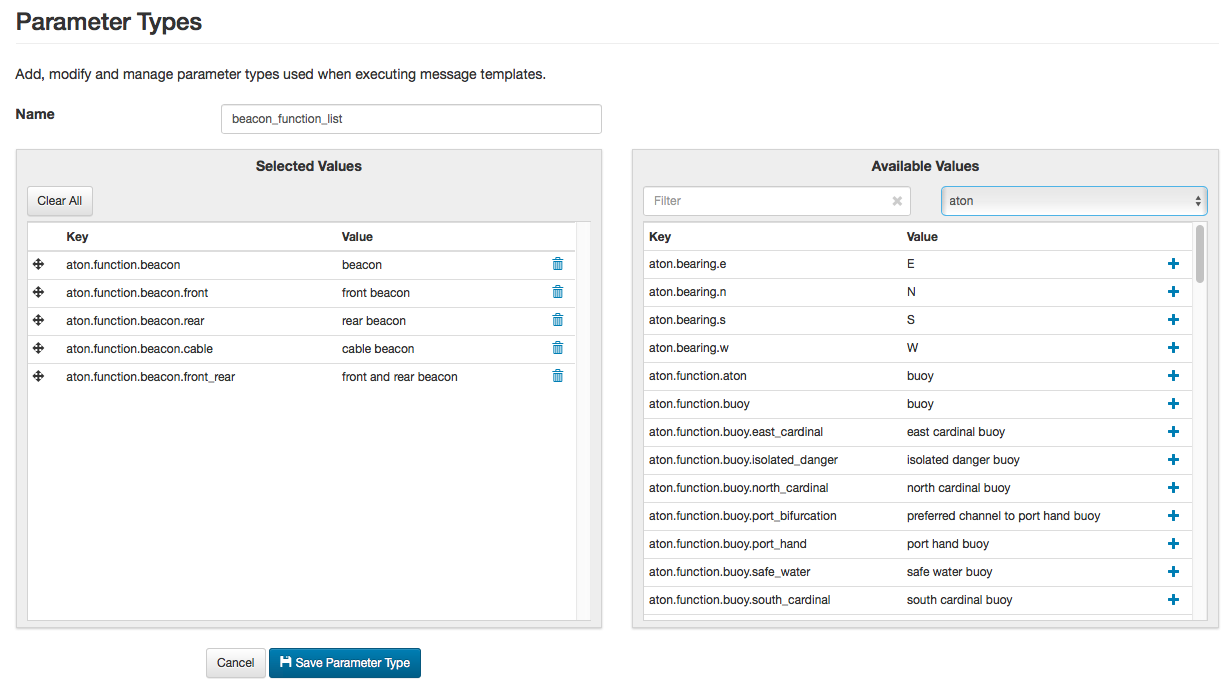 Parameter Types
Add, modify and manage parameter types used when executing message templates.
Name
beacon_function_list
Selected Values
Clear All
Key Value
aton.function.beacon beacon
aton.function.beacon.front front beacon
aton.function.beacon.rear rear beacon
aton.function.beacon.cable cable beacon
aton.function.beacon.front_rear front and rear beacon
Available Values
Filter aton
Key Value
aton.bearing.e E
aton.bearing.n N
aton.bearing.s S
aton.bearing.w W
aton.function.aton buoy
aton.function.buoy buoy
aton.function.buoy.east_cardinal east cardinal buoy
aton.function.buoy.isolated_danger isolated danger buoy
aton.function.buoy.north_cardinal north cardinal buoy
aton.function.buoy.port_bifurcation preferred channel to port hand buoy
aton.function.buoy.port_hand port hand buoy
aton.function.buoy.safe_water safe water buoy
aton.function.buoy.south_cardinal south cardinal buoy
Cancel Save Parameter Type